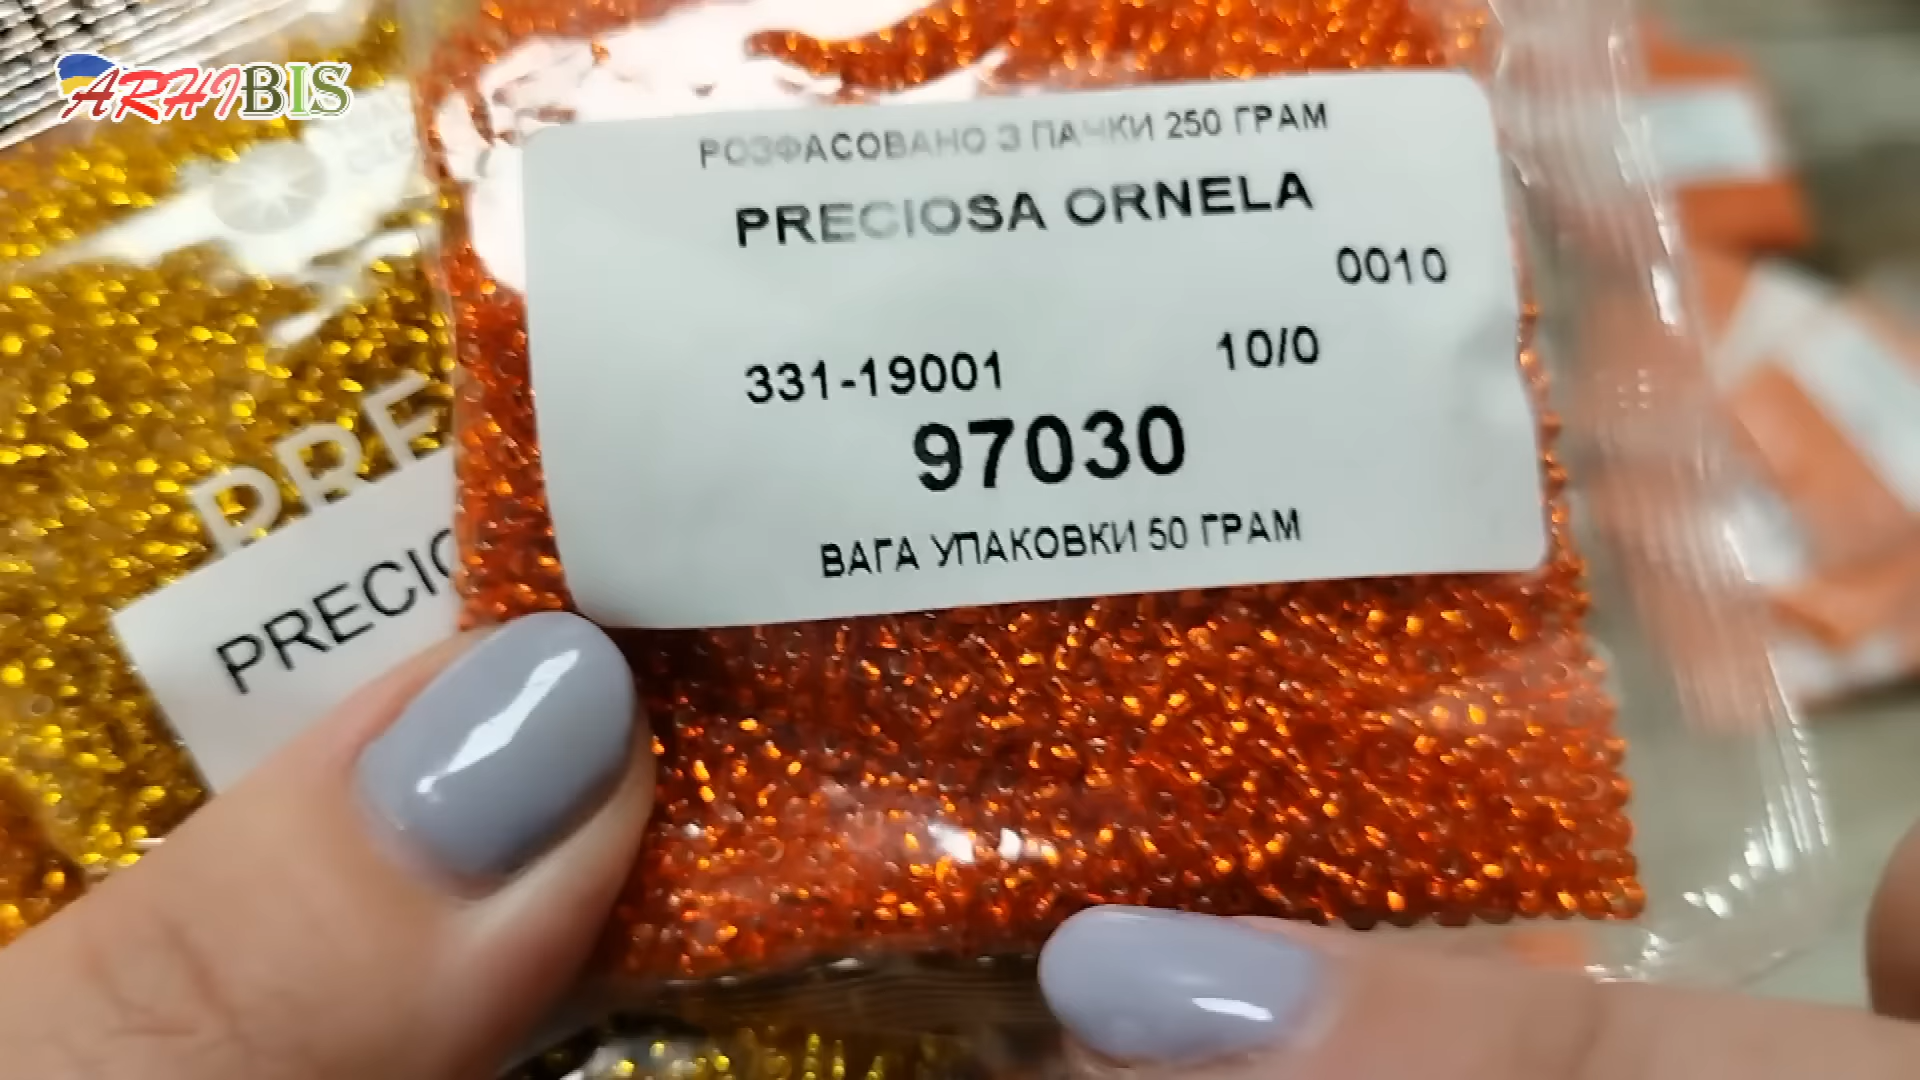 ARHIBIS
РОЗФАСОВАНО З ПАЧКИ 250 ГРАМ
PRECIOSA ORNELA
0010
331-19001 10/0
97030
ВАГА УПАКОВКИ 50 ГРАМ
PRE
PRECIO